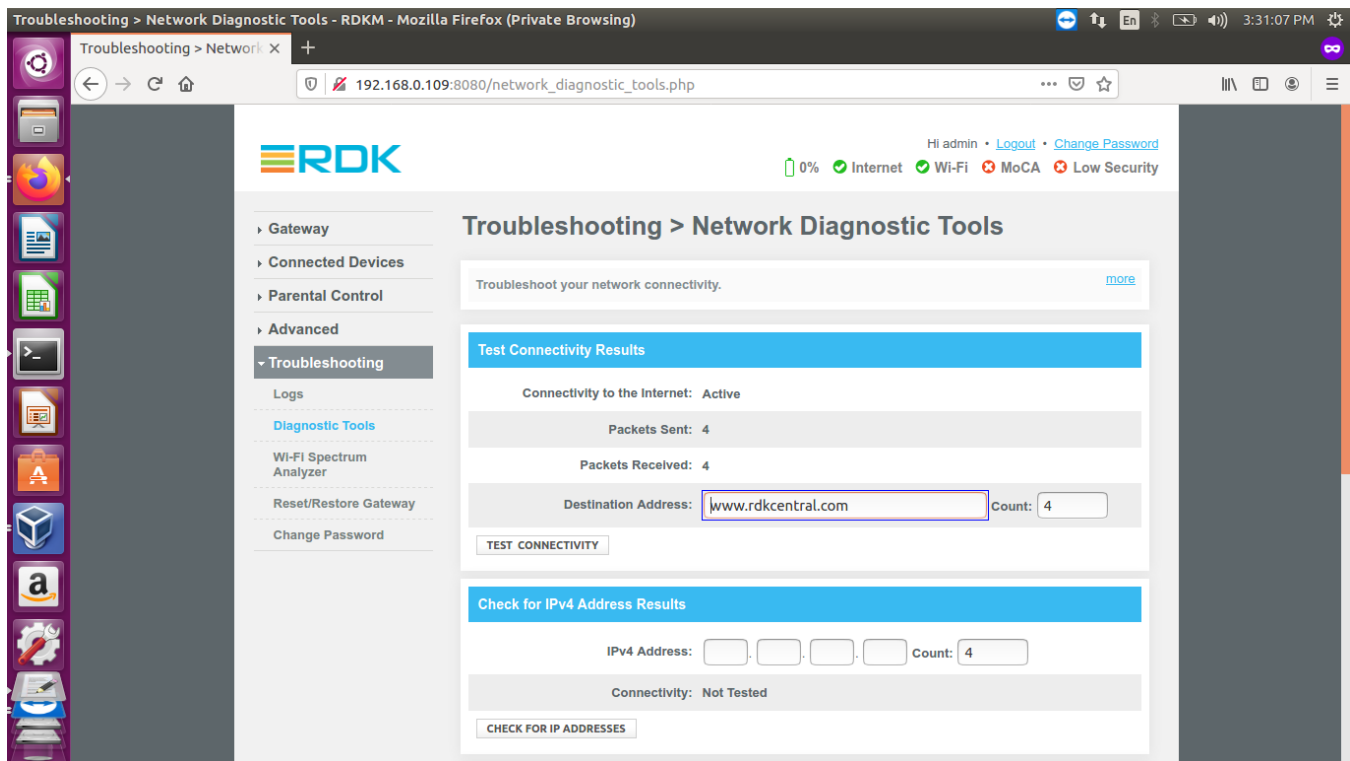 Troubleshooting > Network Diagnostic Tools - RDKM - Mozilla Firefox (Private Browsing)
En
3:31:07 PM
Troubleshooting > Network
192.168.0.109:8080/network_diagnostic_tools.php
RDK
Hi admin • Logout • Change Password
0% Internet Wi-Fi MoCA Low Security
Gateway
Connected Devices
Parental Control
Advanced
Troubleshooting
Logs
Diagnostic Tools
Wi-Fi Spectrum
Analyzer
Reset/Restore Gateway
Change Password
Troubleshooting > Network Diagnostic Tools
Troubleshoot your network connectivity.
more
Test Connectivity Results
Connectivity to the Internet: Active
Packets Sent: 4
Packets Received: 4
Destination Address: www.rdkcentral.com Count: 4
TEST CONNECTIVITY
Check for IPv4 Address Results
IPv4 Address: . . . Count: 4
Connectivity: Not Tested
CHECK FOR IP ADDRESSES